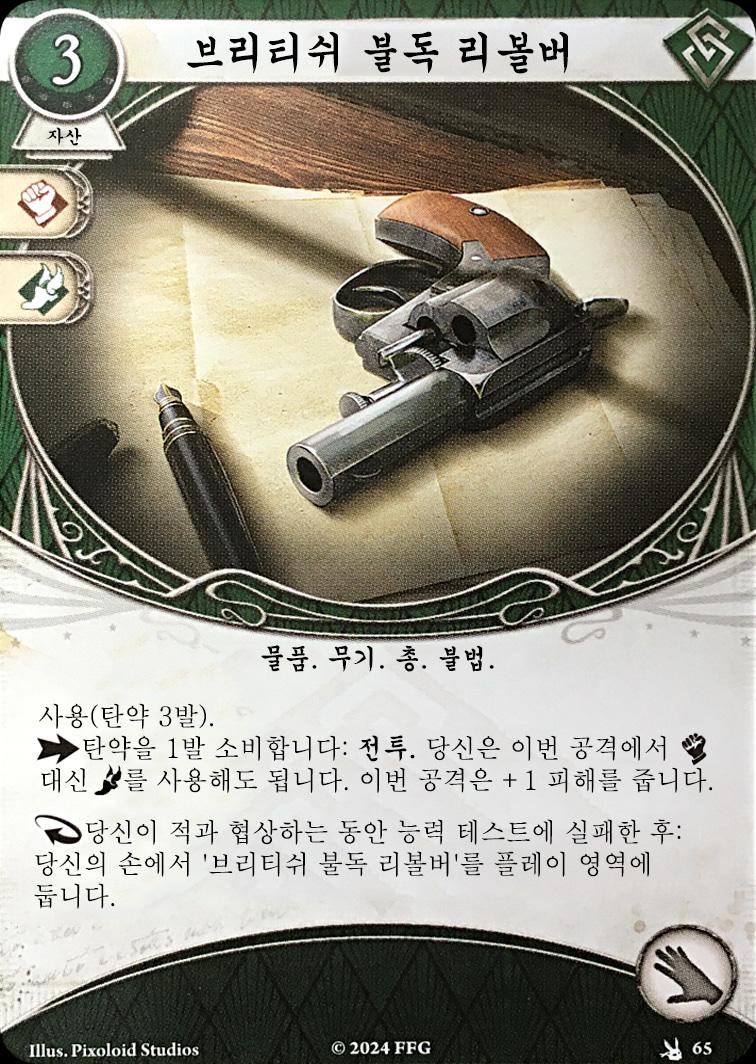 3
브리티쉬 불독 리볼버
자산
물품. 무기. 총. 불법.
사용(탄약 3발).
탄약을 1발 소비합니다: 전투. 당신은 이번 공격에서
대신 를 사용해도 됩니다. 이번 공격은 +1 피해를 줍니다.
당신이 적과 협상하는 동안 능력 테스트에 실패한 후:
당신의 손에서 '브리티쉬 불독 리볼버'를 플레이 영역에
둡니다.
Illus. Pixoloid Studios
© 2024 FFG
65